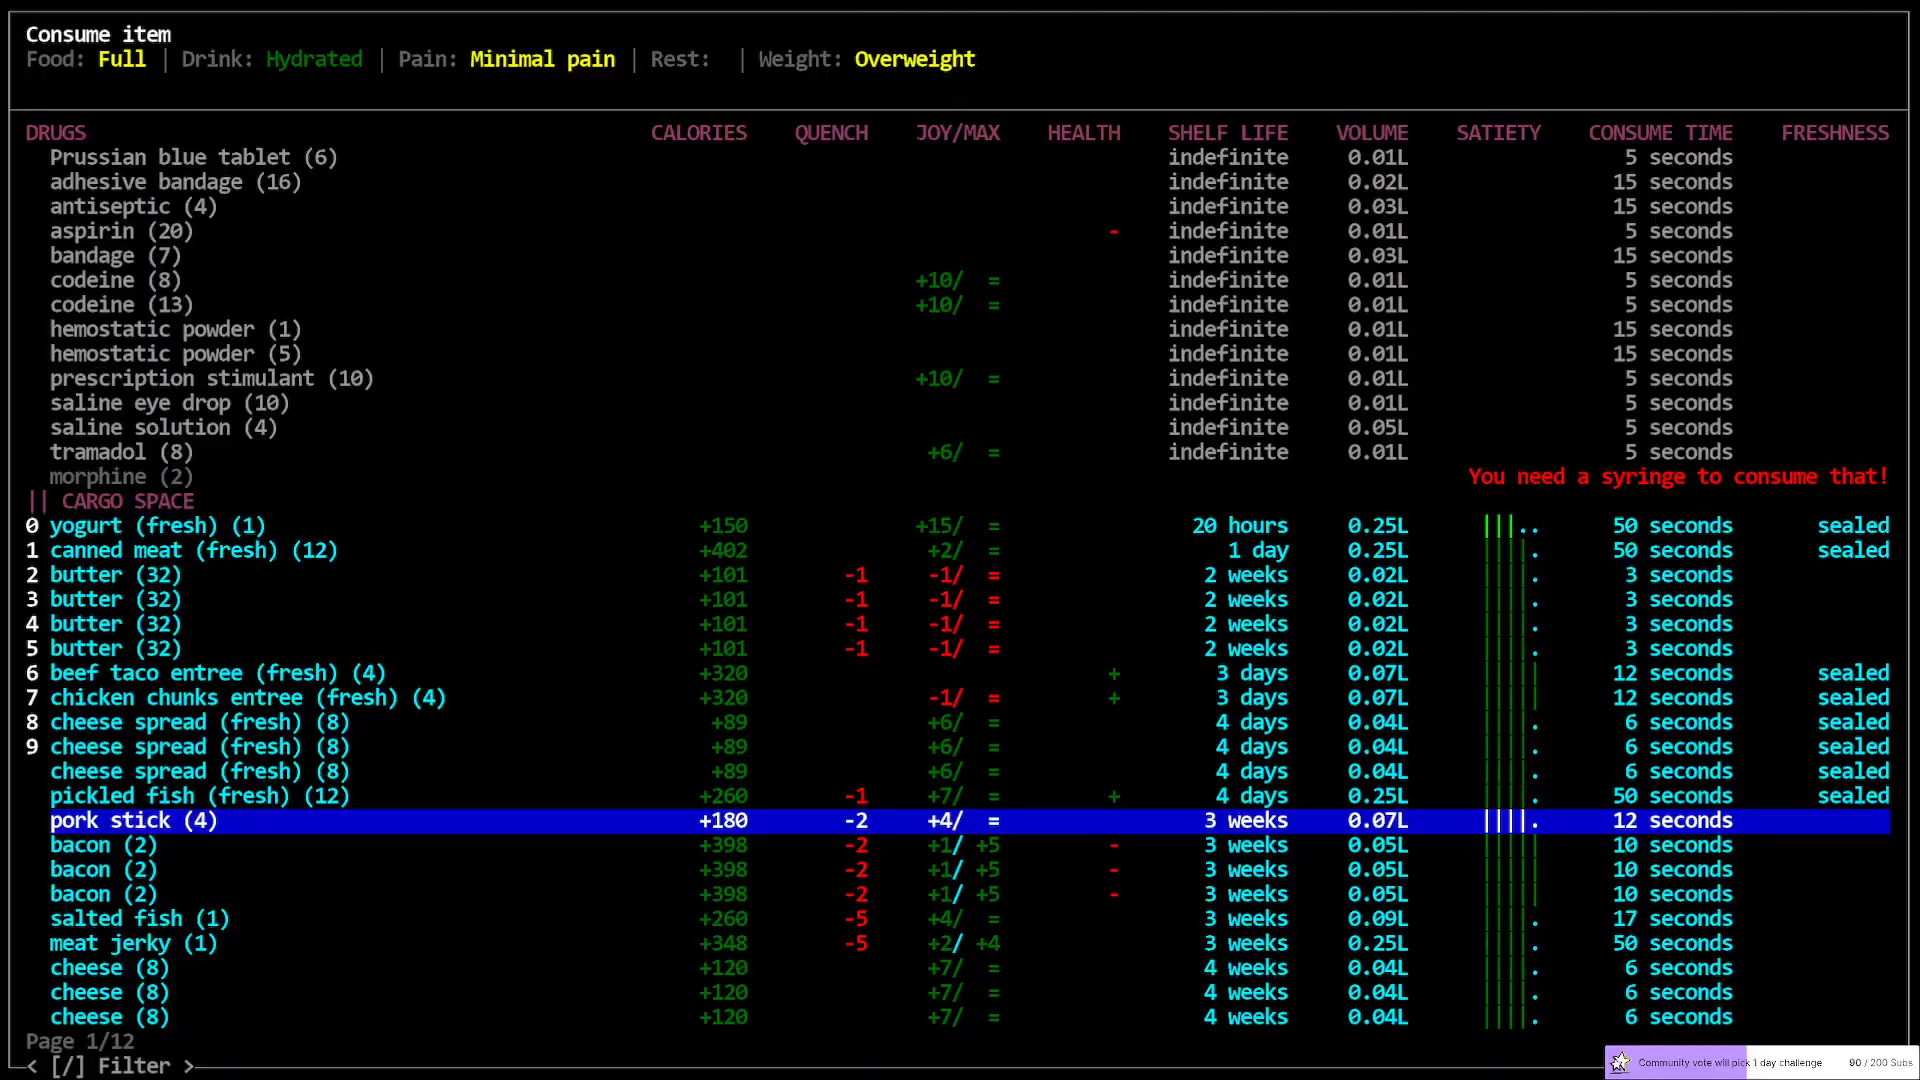 Consume item
Food: Full | Drink: Hydrated | Pain: Minimal pain | Rest: | Weight: Overweight
DRUGS CALORIES QUENCH JOY/MAX HEALTH SHELF LIFE VOLUME SATIETY CONSUME TIME FRESHNESS
Prussian blue tablet (6) indefinite 0.01L 5 seconds
adhesive bandage (16) indefinite 0.02L 15 seconds
antiseptic (4) indefinite 0.03L 15 seconds
aspirin (20) - indefinite 0.01L 5 seconds
bandage (7) indefinite 0.03L 15 seconds
codeine (8) +10/ = indefinite 0.01L 5 seconds
codeine (13) +10/ = indefinite 0.01L 5 seconds
hemostatic powder (1) indefinite 0.01L 15 seconds
hemostatic powder (5) indefinite 0.01L 15 seconds
prescription stimulant (10) +10/ = indefinite 0.01L 5 seconds
saline eye drop (10) indefinite 0.01L 5 seconds
saline solution (4) indefinite 0.05L 5 seconds
tramadol (8) +6/ = indefinite 0.01L 5 seconds
morphine (2) You need a syringe to consume that!
|| CARGO SPACE
0 yogurt (fresh) (1) +150 +15/ = 20 hours 0.25L |||.. 50 seconds sealed
1 canned meat (fresh) (12) +402 +2/ = 1 day 0.25L ||||. 50 seconds sealed
2 butter (32) +101 -1 -1/ = 2 weeks 0.02L ||||. 3 seconds
3 butter (32) +101 -1 -1/ = 2 weeks 0.02L ||||. 3 seconds
4 butter (32) +101 -1 -1/ = 2 weeks 0.02L ||||. 3 seconds
5 butter (32) +101 -1 -1/ = 2 weeks 0.02L ||||. 3 seconds
6 beef taco entree (fresh) (4) +320 + 3 days 0.07L ||||| 12 seconds sealed
7 chicken chunks entree (fresh) (4) +320 -1/ = + 3 days 0.07L ||||| 12 seconds sealed
8 cheese spread (fresh) (8) +89 +6/ = 4 days 0.04L ||||. 6 seconds sealed
9 cheese spread (fresh) (8) +89 +6/ = 4 days 0.04L ||||. 6 seconds sealed
cheese spread (fresh) (8) +89 +6/ = 4 days 0.04L ||||. 6 seconds sealed
pickled fish (fresh) (12) +260 -1 +7/ = + 4 days 0.25L ||||. 50 seconds sealed
pork stick (4) +180 -2 +4/ = 3 weeks 0.07L ||||. 12 seconds
bacon (2) +398 -2 +1/ +5 - 3 weeks 0.05L ||||| 10 seconds
bacon (2) +398 -2 +1/ +5 - 3 weeks 0.05L ||||| 10 seconds
bacon (2) +398 -2 +1/ +5 - 3 weeks 0.05L ||||| 10 seconds
salted fish (1) +260 -5 +4/ = 3 weeks 0.09L ||||. 17 seconds
meat jerky (1) +348 -5 +2/ +4 3 weeks 0.25L ||||. 50 seconds
cheese (8) +120 +7/ = 4 weeks 0.04L ||||. 6 seconds
cheese (8) +120 +7/ = 4 weeks 0.04L ||||. 6 seconds
cheese (8) +120 +7/ = 4 weeks 0.04L ||||. 6 seconds
Page 1/12
< [/] Filter >
Community vote will pick 1 day challenge 90 / 200 Subs